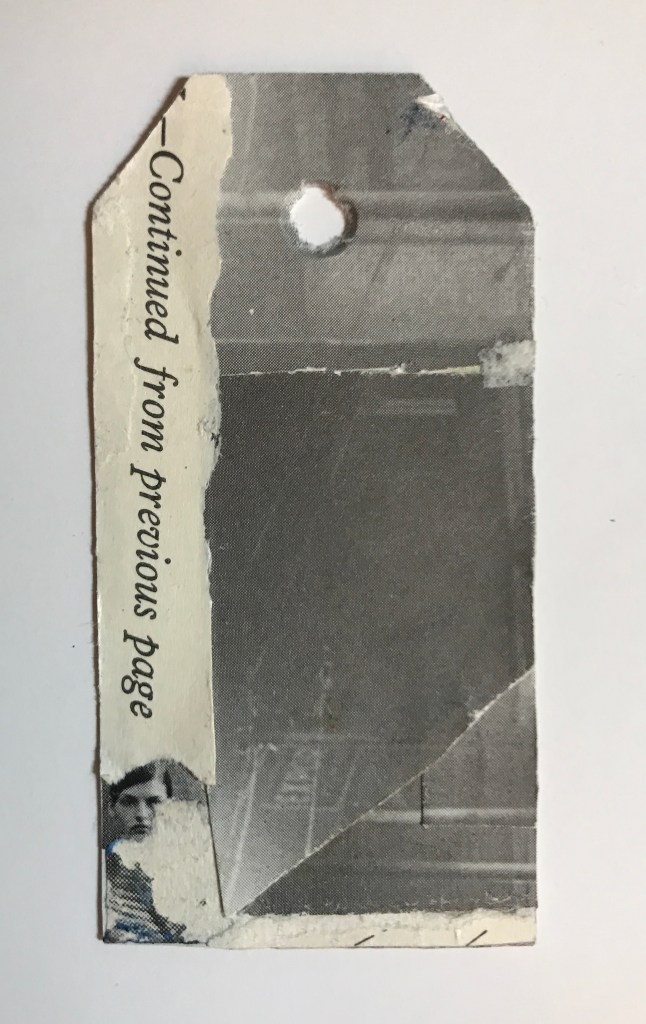 —Continued from previous page